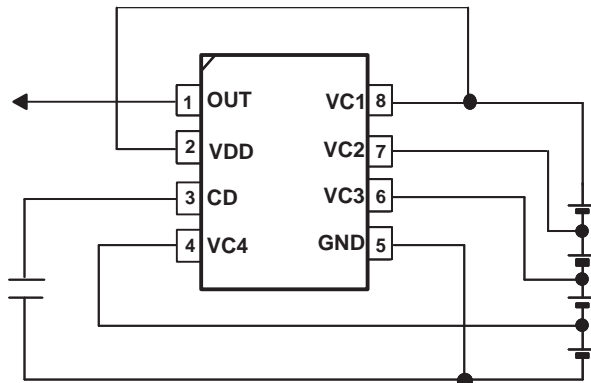 1 OUT VC1 8
2 VDD VC2 7
3 CD VC3 6
4 VC4 GND 5